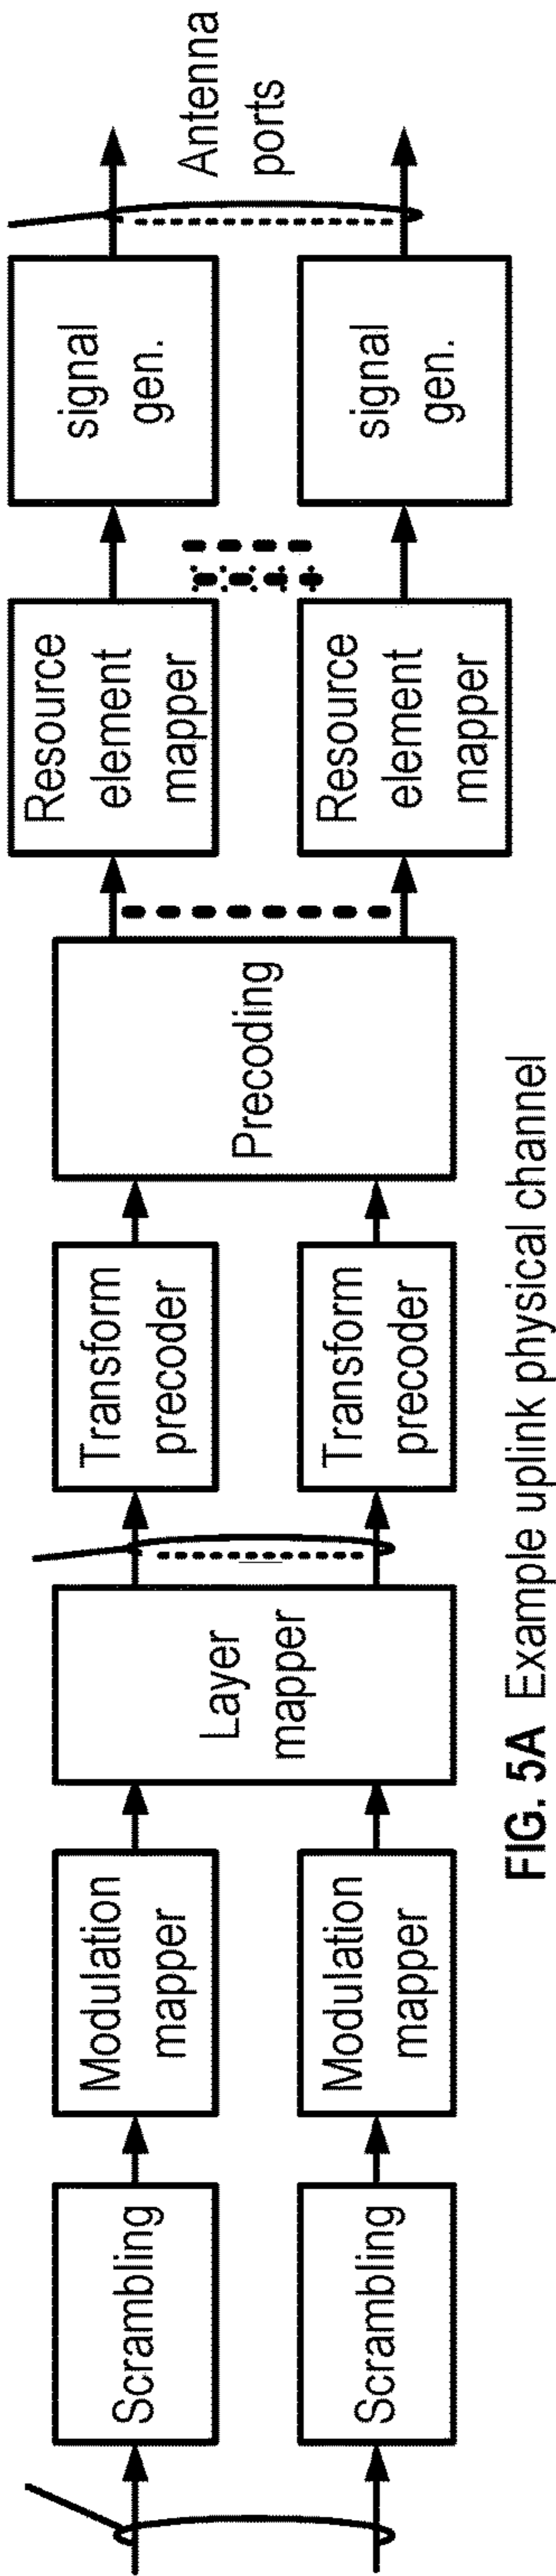 Scrambling
Scrambling
Modulation
mapper
Modulation
mapper
Layer
mapper
Transform
precoder
Transform
precoder
Precoding
Resource
element
mapper
Resource
element
mapper
signal
gen.
signal
gen.
Antenna
ports
FIG. 5A Example uplink physical channel